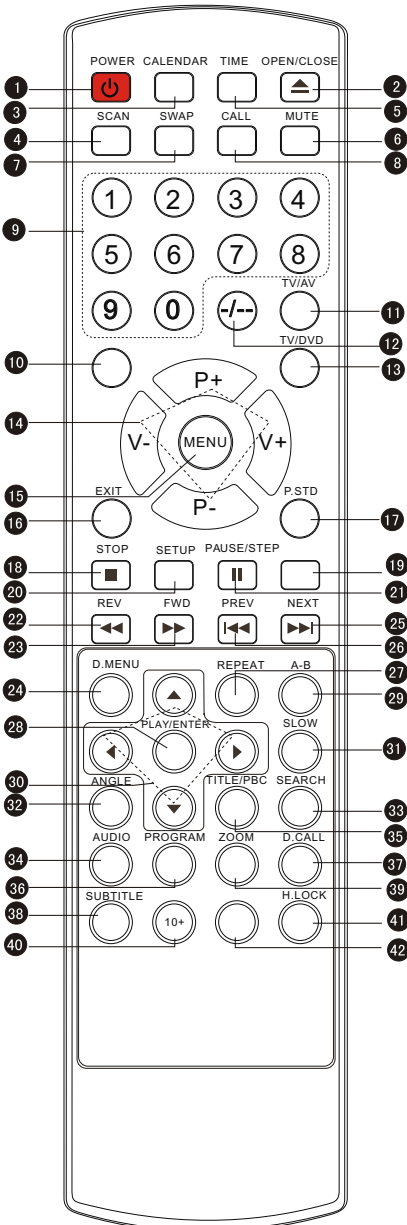 POWER CALENDAR TIME OPEN/CLOSE
1 2
3 5
SCAN SWAP CALL MUTE
4 6
7 8
1 2 3 4
9
5 6 7 8
TV/AV
9 0 -/-- 11
12
TV/DVD
10 13
P+
14
V- MENU V+
15
P-
EXIT P.STD
16 17
STOP SETUP PAUSE/STEP
18 19
20 21
REV FWD PREV NEXT
22 25
23 26
D.MENU REPEAT A-B
24 27
28 29
PLAY/ENTER SLOW
30 31
ANGLE TITLE/PBC SEARCH
32 33
35
AUDIO PROGRAM ZOOM D.CALL
34 37
36 39
SUBTITLE H.LOCK
38 10+ 41
40 42